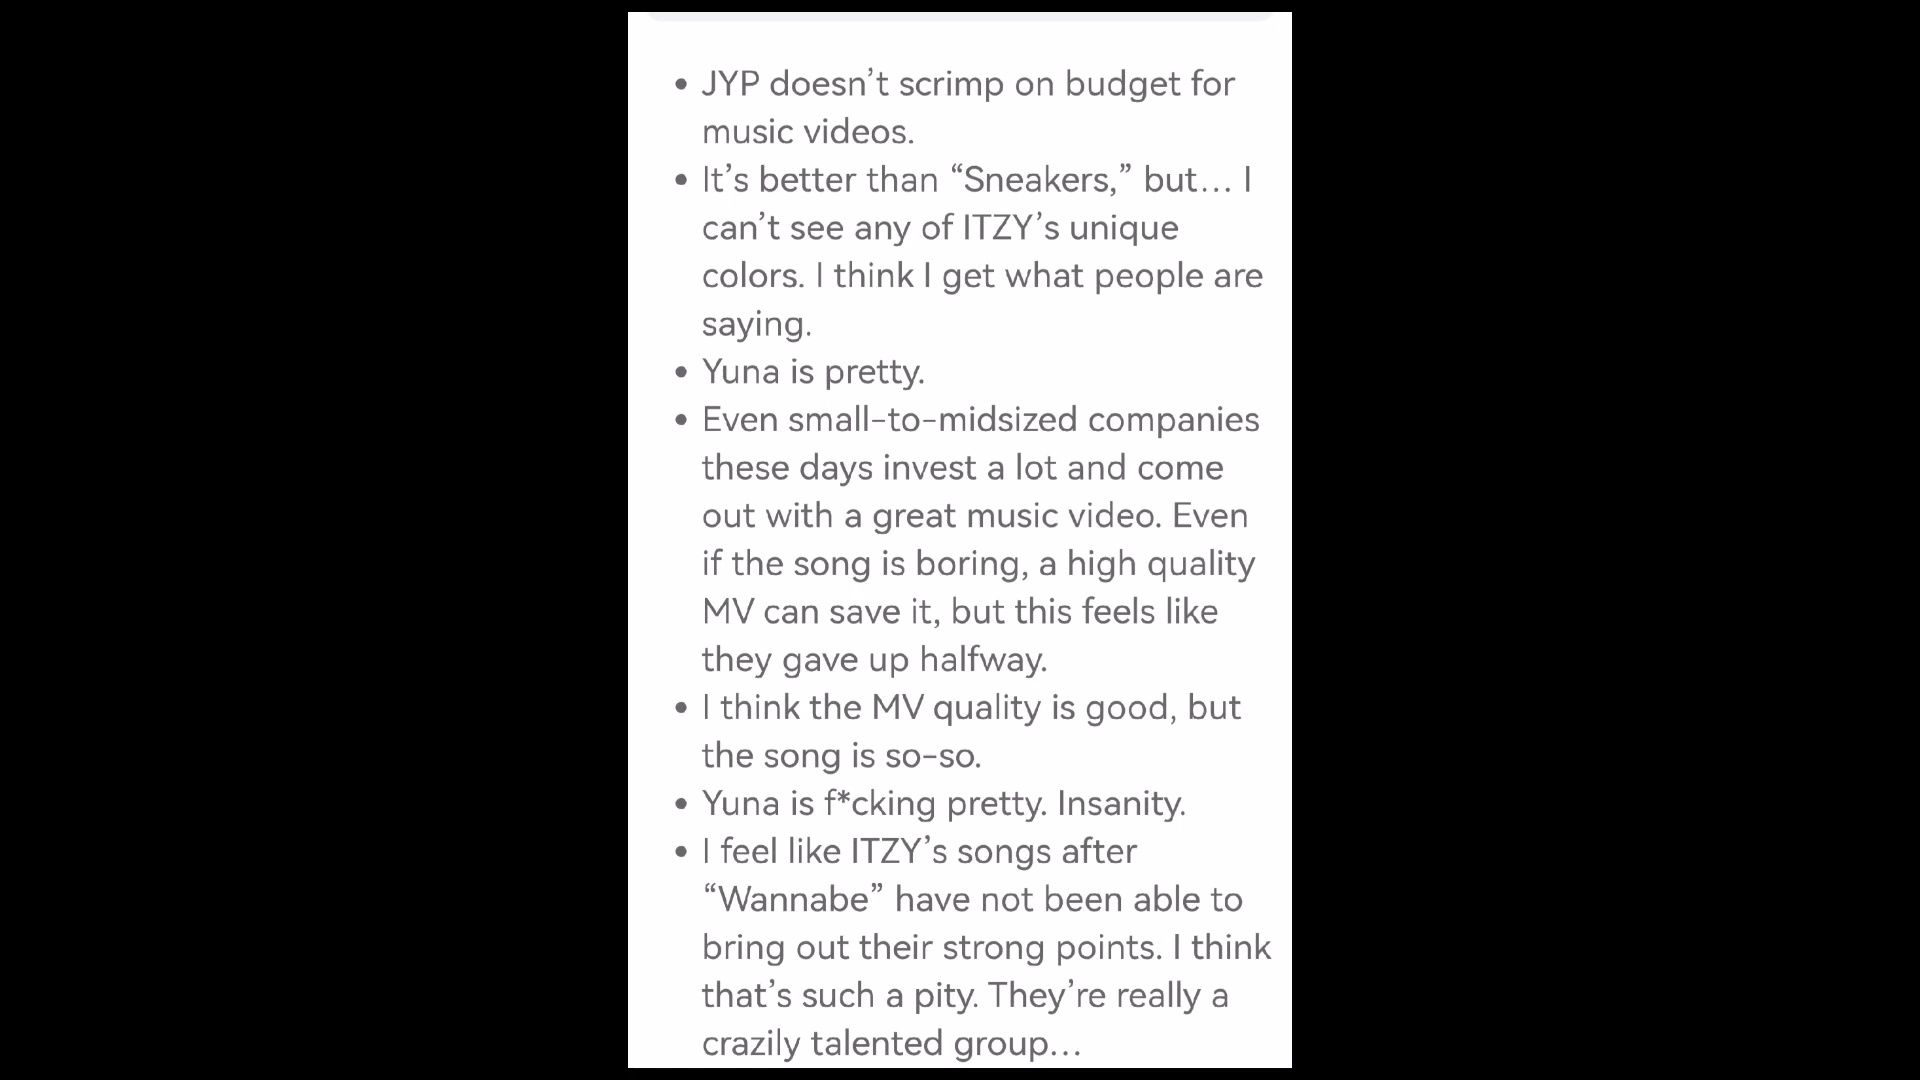 • JYP doesn’t scrimp on budget for
music videos.
• It’s better than “Sneakers,” but… I
can’t see any of ITZY’s unique
colors. I think I get what people are
saying.
• Yuna is pretty.
• Even small-to-midsized companies
these days invest a lot and come
out with a great music video. Even
if the song is boring, a high quality
MV can save it, but this feels like
they gave up halfway.
• I think the MV quality is good, but
the song is so-so.
• Yuna is f*cking pretty. Insanity.
• I feel like ITZY’s songs after
“Wannabe” have not been able to
bring out their strong points. I think
that’s such a pity. They’re really a
crazily talented group…